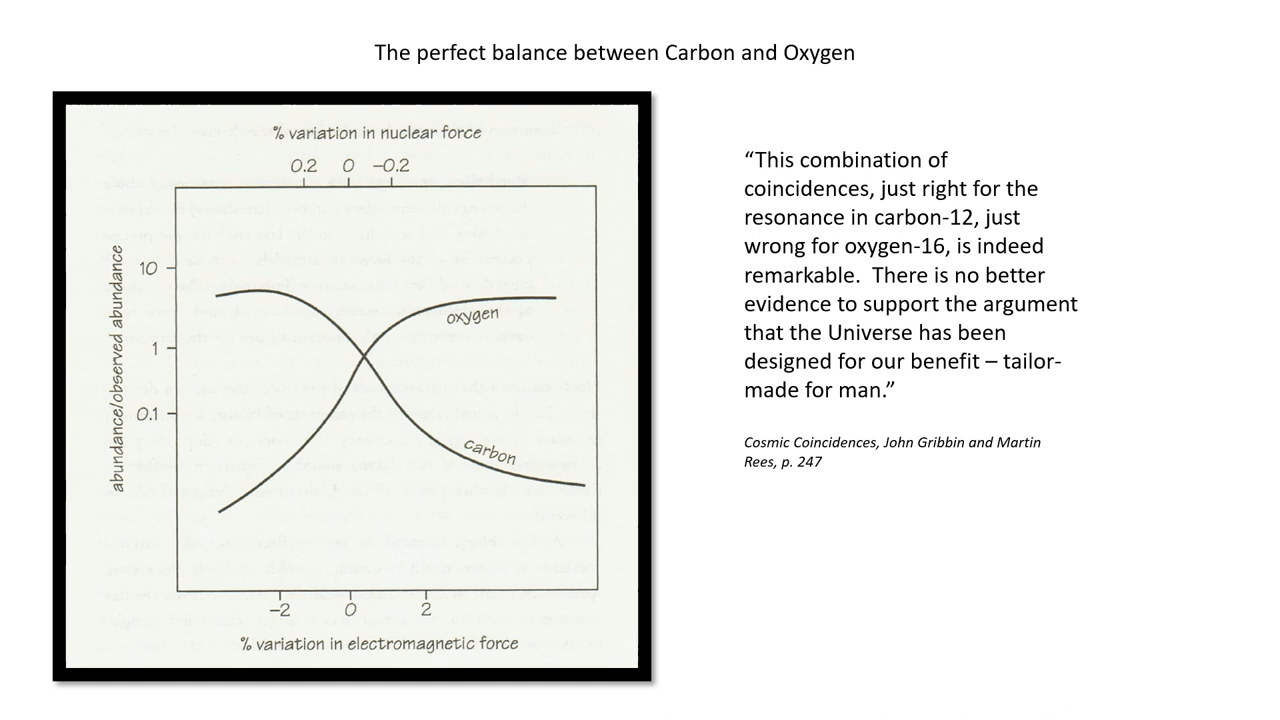 The perfect balance between Carbon and Oxygen
% variation in nuclear force
0.2 0 −0.2
abundance/observed abundance
10
1
0.1
oxygen
carbon
−2 0 2
% variation in electromagnetic force
“This combination of
coincidences, just right for the
resonance in carbon-12, just
wrong for oxygen-16, is indeed
remarkable.  There is no better
evidence to support the argument
that the Universe has been
designed for our benefit – tailor-
made for man.”
Cosmic Coincidences, John Gribbin and Martin
Rees, p. 247